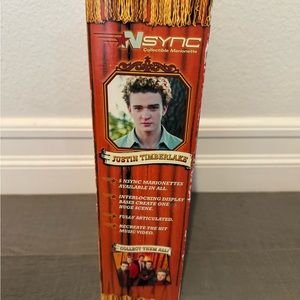 NSYNC
Collectible Marionette
JUSTIN TIMBERLAKE
5 NSYNC MARIONETTES
AVAILABLE IN ALL.
INTERLOCKING DISPLAY
BASES CREATE ONE
HUGE SCENE.
FULLY ARTICULATED.
RECREATE THE HIT
MUSIC VIDEO.
COLLECT THEM ALL!